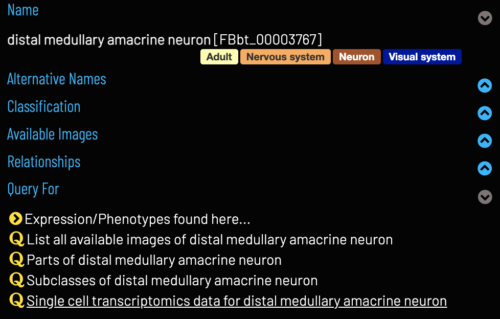 Name
distal medullary amacrine neuron [FBbt_00003767]
Adult Nervous system Neuron Visual system
Alternative Names
Classification
Available Images
Relationships
Query For
Expression/Phenotypes found here...
Q List all available images of distal medullary amacrine neuron
Q Parts of distal medullary amacrine neuron
Q Subclasses of distal medullary amacrine neuron
Q Single cell transcriptomics data for distal medullary amacrine neuron